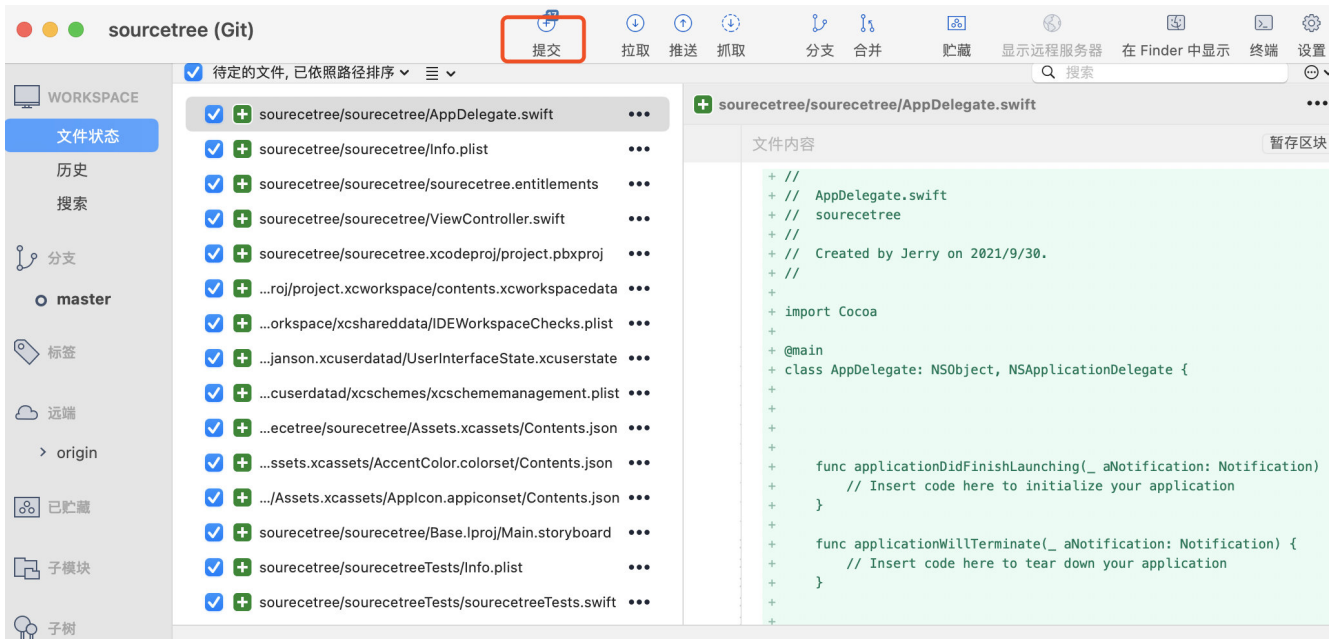 sourcetree (Git)
17
提交
拉取
推送
抓取
分支
合并
贮藏
显示远程服务器
在 Finder 中显示
终端
设置
待定的文件, 已依照路径排序
搜索
WORKSPACE
文件状态
历史
搜索
分支
master
标签
远端
origin
已贮藏
子模块
子树
sourecetree/sourecetree/AppDelegate.swift
sourecetree/sourecetree/Info.plist
sourecetree/sourecetree/sourecetree.entitlements
sourecetree/sourecetree/ViewController.swift
sourecetree/sourecetree.xcodeproj/project.pbxproj
...roj/project.xcworkspace/contents.xcworkspacedata
...orkspace/xcshareddata/IDEWorkspaceChecks.plist
...janson.xcuserdatad/UserInterfaceState.xcuserstate
...cuserdatad/xcschemes/xcschememanagement.plist
...ecetree/sourecetree/Assets.xcassets/Contents.json
...ssets.xcassets/AccentColor.colorset/Contents.json
.../Assets.xcassets/AppIcon.appiconset/Contents.json
sourecetree/sourecetree/Base.lproj/Main.storyboard
sourecetree/sourecetreeTests/Info.plist
sourecetree/sourecetreeTests/sourecetreeTests.swift
sourecetree/sourecetree/AppDelegate.swift
文件内容
暂存区块
+ //
+ //  AppDelegate.swift
+ //  sourecetree
+ //
+ //  Created by Jerry on 2021/9/30.
+ //
+
+ import Cocoa
+
+ @main
+ class AppDelegate: NSObject, NSApplicationDelegate {
+
+
+
+
+     func applicationDidFinishLaunching(_ aNotification: Notification)
+         // Insert code here to initialize your application
+     }
+
+     func applicationWillTerminate(_ aNotification: Notification) {
+         // Insert code here to tear down your application
+     }
+
+